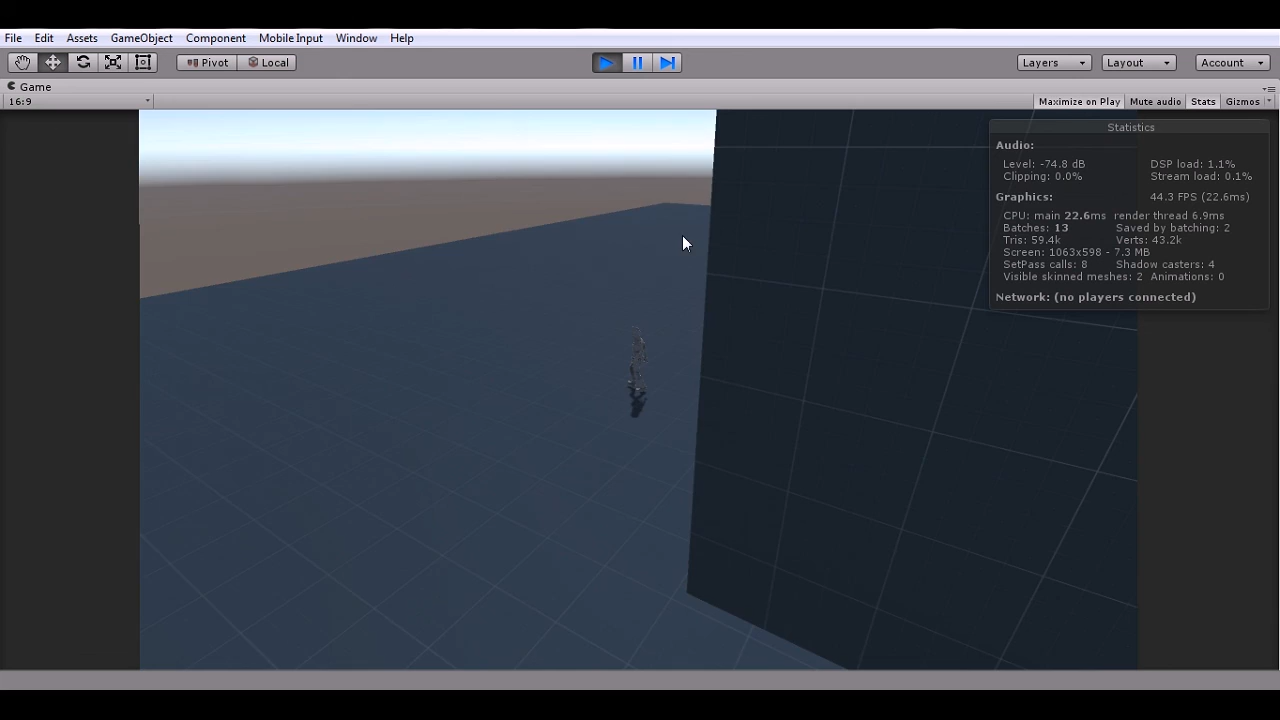 File Edit Assets GameObject Component Mobile Input Window Help
Pivot Local Layers Layout Account
Game
16:9 Maximize on Play Mute audio Stats Gizmos
Statistics
Audio:
Level: -74.8 dB DSP load: 1.1%
Clipping: 0.0% Stream load: 0.1%
Graphics: 44.3 FPS (22.6ms)
CPU: main 22.6ms render thread 6.9ms
Batches: 13 Saved by batching: 2
Tris: 59.4k Verts: 43.2k
Screen: 1063x598 - 7.3 MB
SetPass calls: 8 Shadow casters: 4
Visible skinned meshes: 2 Animations: 0
Network: (no players connected)